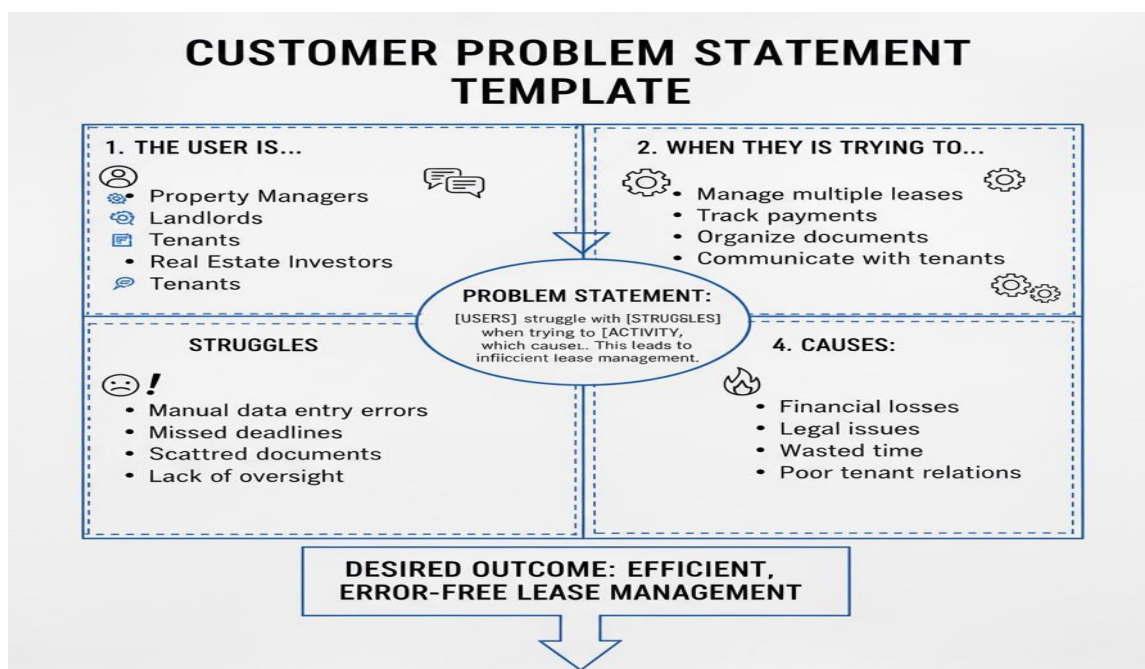 CUSTOMER PROBLEM STATEMENT
TEMPLATE
1. THE USER IS...
Property Managers
Landlords
Tenants
Real Estate Investors
Tenants
2. WHEN THEY IS TRYING TO...
Manage multiple leases
Track payments
Organize documents
Communicate with tenants
PROBLEM STATEMENT:
[USERS] struggle with [STRUGGLES]
when trying to [ACTIVITY,
which causeɩ.. This leads to
infiiccient lease management.
STRUGGLES
!
Manual data entry errors
Missed deadlines
Scattred documents
Lack of oversight
4. CAUSES:
Financial losses
Legal issues
Wasted time
Poor tenant relations
DESIRED OUTCOME: EFFICIENT,
ERROR-FREE LEASE MANAGEMENT